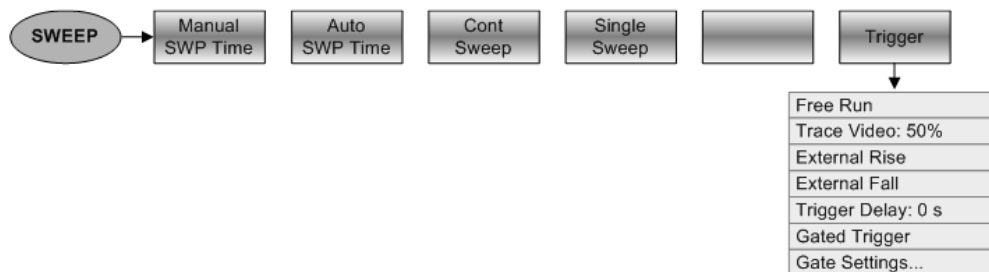 SWEEP
Manual
SWP Time
Auto
SWP Time
Cont
Sweep
Single
Sweep
Trigger
Free Run
Trace Video: 50%
External Rise
External Fall
Trigger Delay: 0 s
Gated Trigger
Gate Settings...